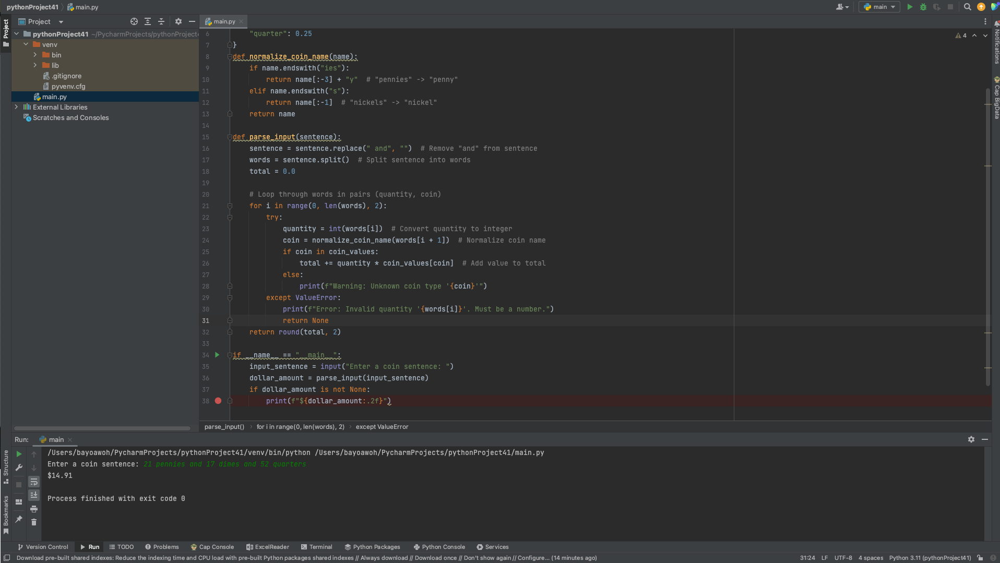 pythonProject41 main.py
main
Project
main.py
pythonProject41 ~/PycharmProjects/pythonProject4
venv
bin
lib
.gitignore
pyvenv.cfg
main.py
External Libraries
Scratches and Consoles
Project
Structure
Bookmarks
Notifications
Cap BigData
4
6 "quarter": 0.25
7 }
8 def normalize_coin_name(name):
9 if name.endswith("ies"):
10 return name[:-3] + "y" # "pennies" -> "penny"
11 elif name.endswith("s"):
12 return name[:-1] # "nickels" -> "nickel"
13 return name
14
15 def parse_input(sentence):
16 sentence = sentence.replace(" and", "") # Remove "and" from sentence
17 words = sentence.split() # Split sentence into words
18 total = 0.0
19
20 # Loop through words in pairs (quantity, coin)
21 for i in range(0, len(words), 2):
22 try:
23 quantity = int(words[i]) # Convert quantity to integer
24 coin = normalize_coin_name(words[i + 1]) # Normalize coin name
25 if coin in coin_values:
26 total += quantity * coin_values[coin] # Add value to total
27 else:
28 print(f"Warning: Unknown coin type '{coin}'")
29 except ValueError:
30 print(f"Error: Invalid quantity '{words[i]}'. Must be a number.")
31 return None
32 return round(total, 2)
33
34 if __name__ == "__main__":
35 input_sentence = input("Enter a coin sentence: ")
36 dollar_amount = parse_input(input_sentence)
37 if dollar_amount is not None:
38 print(f"${dollar_amount:.2f}")
parse_input() for i in range(0, len(words), 2) except ValueError
Run: main
/Users/bayoawoh/PycharmProjects/pythonProject41/venv/bin/python /Users/bayoawoh/PycharmProjects/pythonProject41/main.py
Enter a coin sentence: 21 pennies and 17 dimes and 52 quarters
$14.91
Process finished with exit code 0
Version Control Run TODO Problems Cap Console ExcelReader Terminal Python Packages Python Console Services
Download pre-built shared indexes: Reduce the indexing time and CPU load with pre-built Python packages shared indexes // Always download // Download once // Don't show again // Configure... (14 minutes ago) 31:24 LF UTF-8 4 spaces Python 3.11 (pythonProject41)